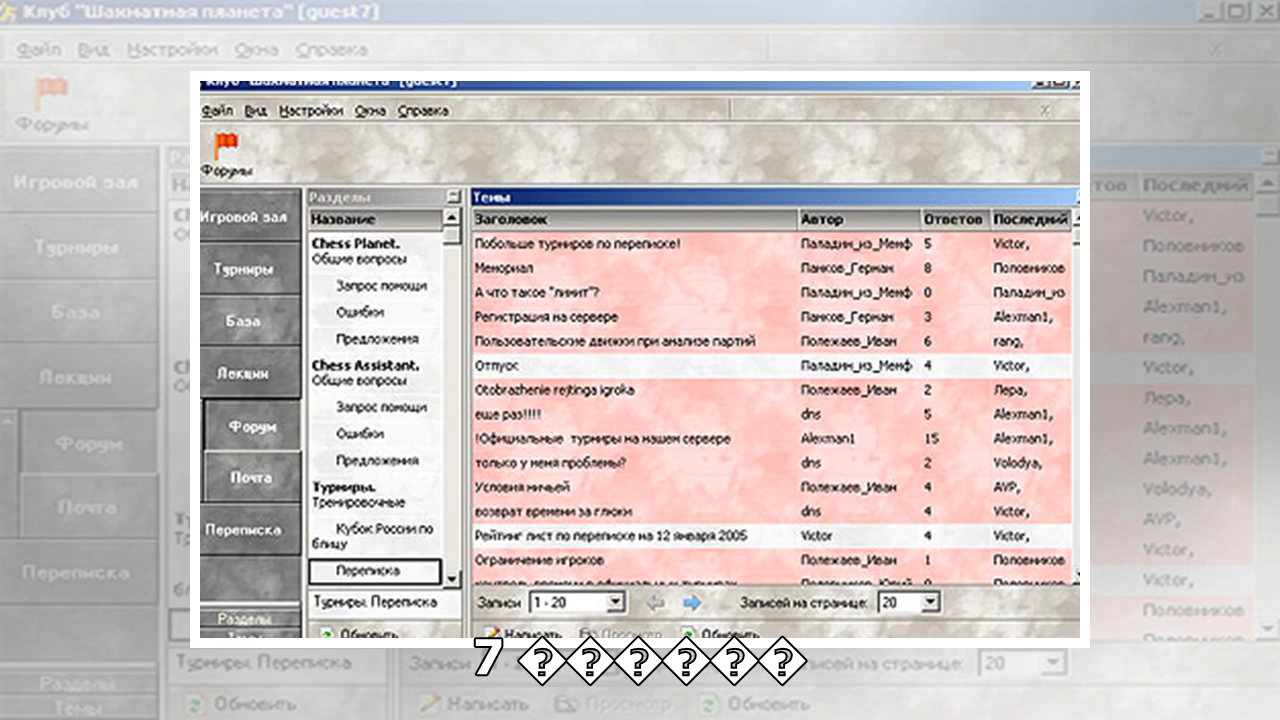 Клуб "Шахматная планета" [guest7]
Файл Вид Настройки Окна Справка
Форумы
Игровой зал
Турниры
База
Лекции
Форум
Почта
Переписка
Разделы
Темы
Разделы
Название
Chess Planet.
Общие вопросы
Запрос помощи
Ошибки
Предложения
Chess Assistant.
Общие вопросы
Запрос помощи
Ошибки
Предложения
Турниры.
Тренировочные
Кубок России по
блицу
Переписка
Турниры. Переписка
Обновить
Темы
Заголовок Автор Ответов Последний
Побольше турниров по переписке! Паладин_из_Менф 5 Victor,
Мемориал Панков_Герман 8 Половников
А что такое "лимит"? Паладин_из_Менф 0 Паладин_из
Регистрация на сервере Панков_Герман 3 Alexman1,
Пользовательские движки при анализе партий Полежаев_Иван 6 rang,
Отпуск Паладин_из_Менф 4 Victor,
Otobrazhenie rejtinga igroka Полежаев_Иван 2 Лера,
еще раз!!!! dns 5 Alexman1,
!Официальные турниры на нашем сервере Alexman1 15 Alexman1,
только у меня проблемы? dns 2 Volodya,
Условия ничьей Полежаев_Иван 4 AVP,
возврат времени за глюки dns 4 Victor,
Рейтинг лист по переписке на 12 января 2005 Victor 4 Victor,
Ограничение игроков Полежаев_Иван 1 Половников
Записи 1 - 20 Записей на странице: 20
Написать Просмотр Обновить
7 ������